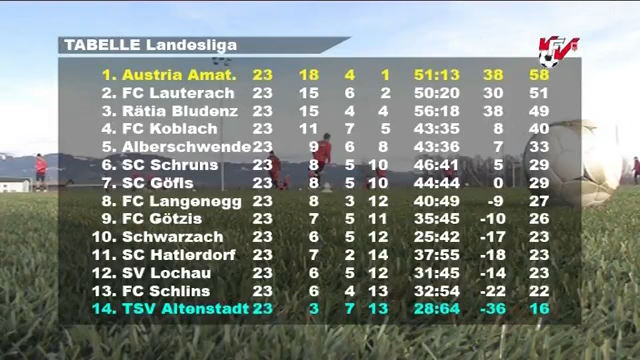 TABELLE Landesliga
1. Austria Amat. 23 18 4 1 51:13 38 58
2. FC Lauterach 23 15 6 2 50:20 30 51
3. Rätia Bludenz 23 15 4 4 56:18 38 49
4. FC Koblach 23 11 7 5 43:35 8 40
5. Alberschwende 23 9 6 8 43:36 7 33
6. SC Schruns 23 8 5 10 46:41 5 29
7. SC Göfls 23 8 5 10 44:44 0 29
8. FC Langenegg 23 8 3 12 40:49 -9 27
9. FC Götzis 23 7 5 11 35:45 -10 26
10. Schwarzach 23 6 5 12 25:42 -17 23
11. SC Hatlerdorf 23 7 2 14 37:55 -18 23
12. SV Lochau 23 6 5 12 31:45 -14 23
13. FC Schlins 23 6 4 13 32:54 -22 22
14. TSV Altenstadt 23 3 7 13 28:64 -36 16